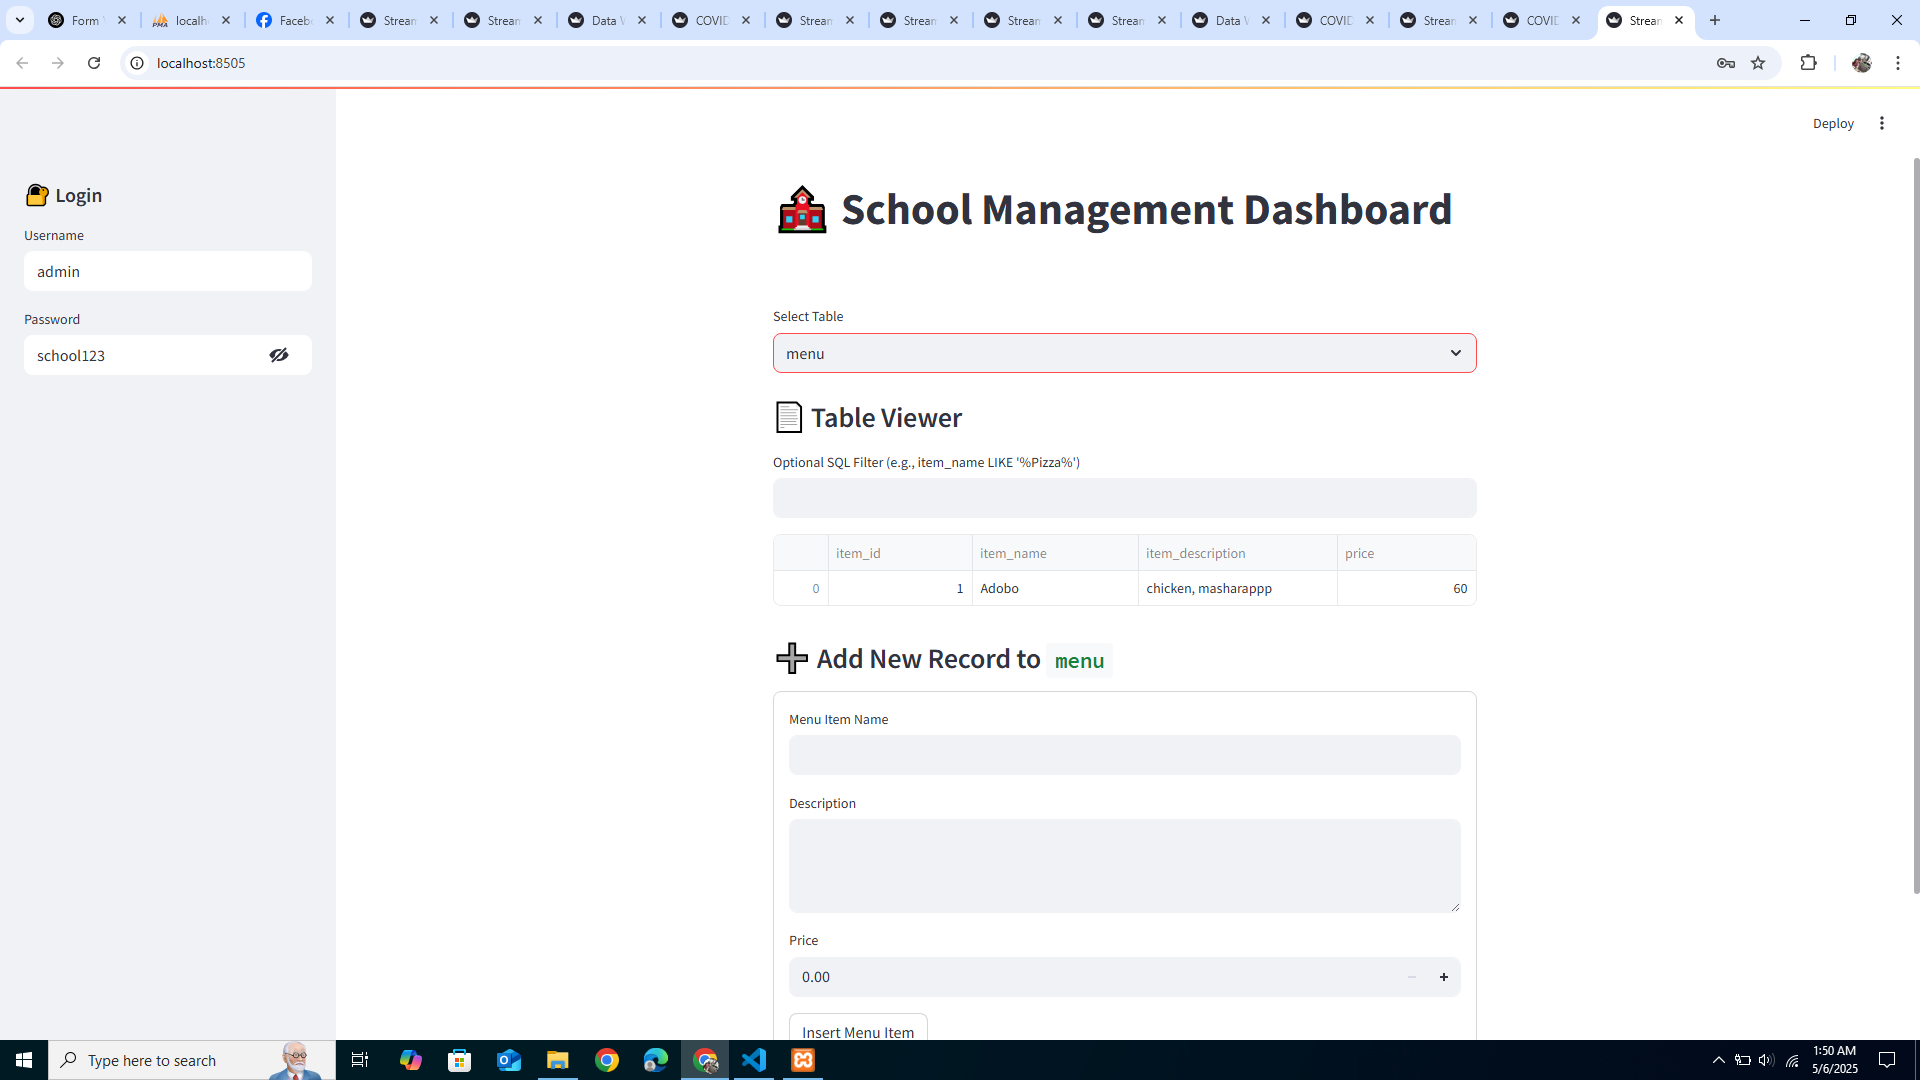 Form
localh
Facebo
Stream
Stream
Data V
COVID
Stream
Stream
Stream
Stream
Data V
COVID
Stream
COVID
Stream
localhost:8505
Deploy
Login
Username
admin
Password
school123
School Management Dashboard
Select Table
menu
Table Viewer
Optional SQL Filter (e.g., item_name LIKE '%Pizza%')
item_id item_name item_description price
0 1 Adobo chicken, masharappp 60
Add New Record to menu
Menu Item Name
Description
Price
0.00
Insert Menu Item
Type here to search
1:50 AM
5/6/2025